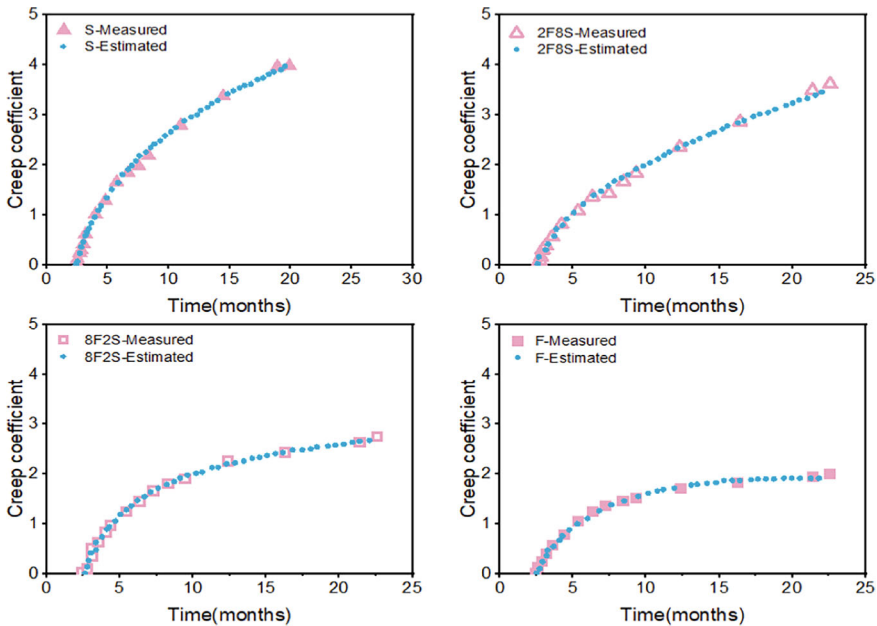 5
4
3
2
1
0
Creep coefficient
S-Measured
S-Estimated
0 5 10 15 20 25 30
Time(months)
5
4
3
2
1
0
Creep coefficient
2F8S-Measured
2F8S-Estimated
0 5 10 15 20 25
Time(months)
5
4
3
2
1
0
Creep coefficient
8F2S-Measured
8F2S-Estimated
0 5 10 15 20 25
Time(months)
5
4
3
2
1
0
Creep coefficient
F-Measured
F-Estimated
0 5 10 15 20 25
Time(months)